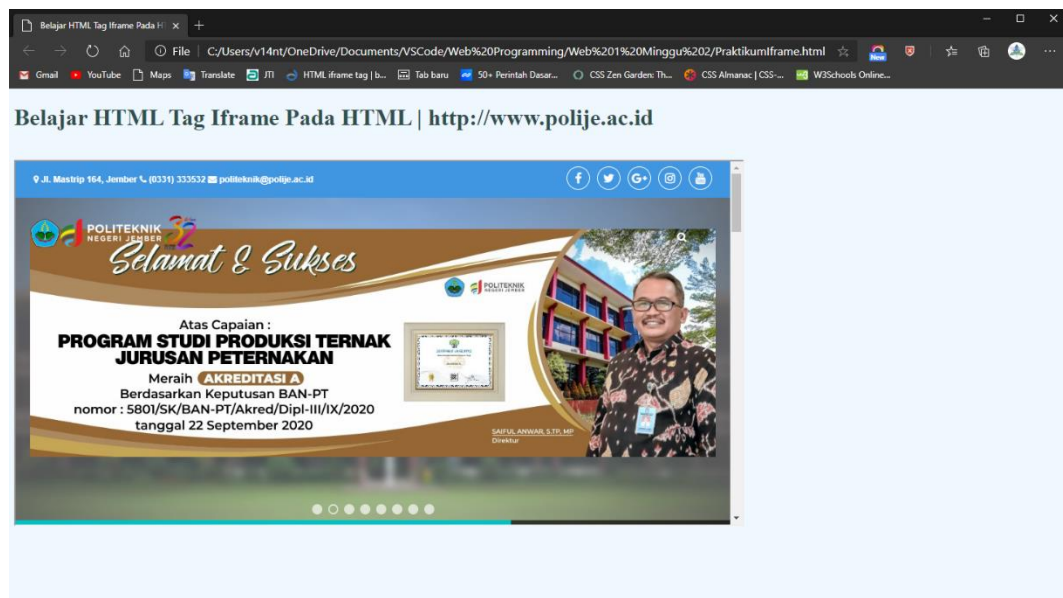 Belajar HTML Tag Iframe Pada H
File
C:/Users/v14nt/OneDrive/Documents/VSCode/Web%20Programming/Web%201%20Minggu%202/PraktikumIframe.html
New
Gmail
YouTube
Maps
Translate
JTI
HTML iframe tag | b...
Tab baru
50+ Perintah Dasar...
CSS Zen Garden: Th...
CSS Almanac | CSS-...
W3Schools Online...
Belajar HTML Tag Iframe Pada HTML | http://www.polije.ac.id
Jl. Mastrip 164, Jember (0331) 333532 politeknik@polije.ac.id
POLITEKNIK
NEGERI JEMBER
32
Selamat & Sukses
POLITEKNIK
NEGERI JEMBER
Atas Capaian :
PROGRAM STUDI PRODUKSI TERNAK
JURUSAN PETERNAKAN
Meraih AKREDITASI A
Berdasarkan Keputusan BAN-PT
nomor : 5801/SK/BAN-PT/Akred/Dipl-III/IX/2020
tanggal 22 September 2020
SAIFUL ANWAR, S.TP, MP
Direktur